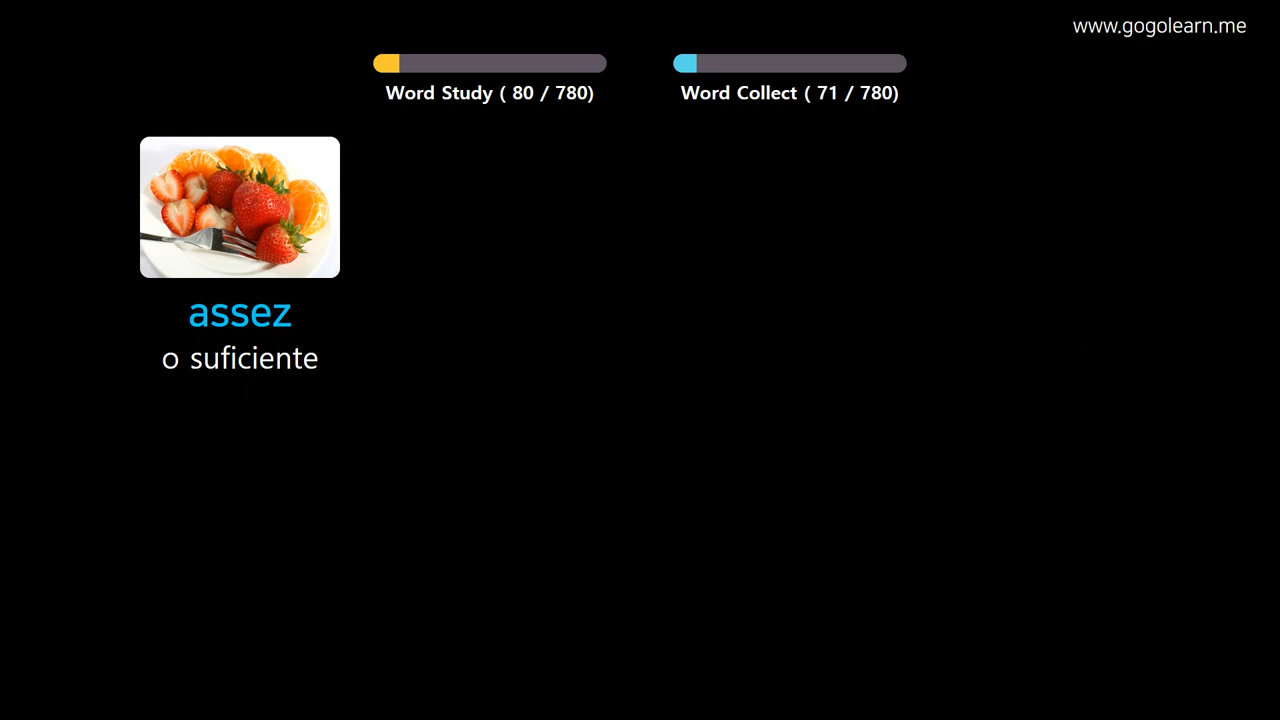 www.gogolearn.me
Word Study ( 80 / 780)
Word Collect ( 71 / 780)
assez
o suficiente